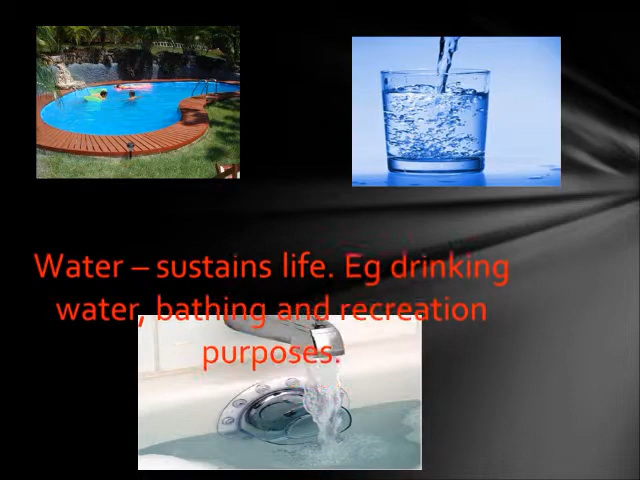 Water – sustains life. Eg drinking
water, bathing and recreation
purposes.